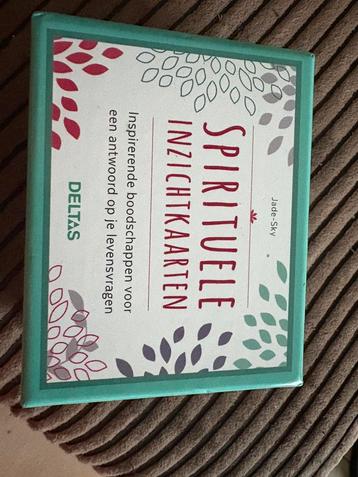 Jade-Sky
SPIRITUELE
INZICHTKAARTEN
Inspirerende boodschappen voor
een antwoord op je levensvragen
DELTAS